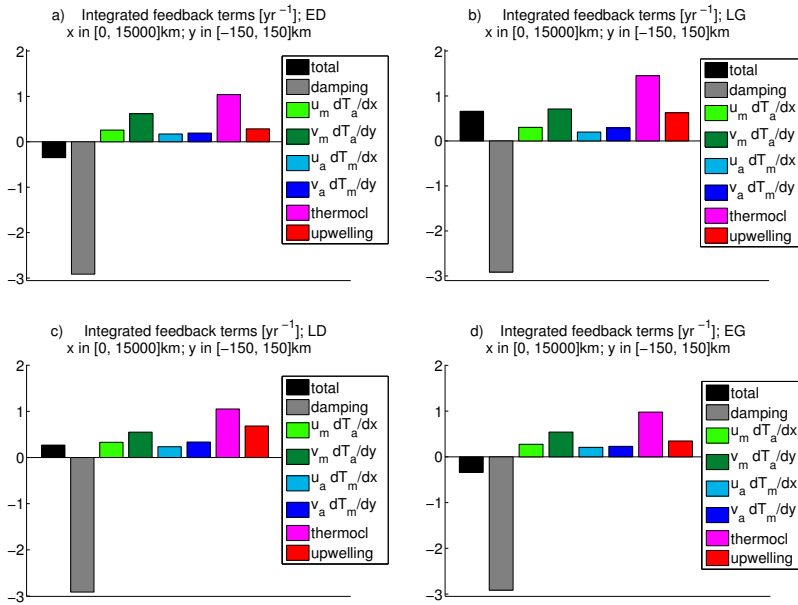 a) Integrated feedback terms [yr⁻¹]; ED
x in [0, 15000]km; y in [-150, 150]km
2
1
0
−1
−2
−3
total
damping
u_m dT_a/dx
v_m dT_a/dy
u_a dT_m/dx
v_a dT_m/dy
thermocl
upwelling
b) Integrated feedback terms [yr⁻¹]; LG
x in [0, 15000]km; y in [-150, 150]km
2
1
0
−1
−2
−3
total
damping
u_m dT_a/dx
v_m dT_a/dy
u_a dT_m/dx
v_a dT_m/dy
thermocl
upwelling
c) Integrated feedback terms [yr⁻¹]; LD
x in [0, 15000]km; y in [-150, 150]km
2
1
0
−1
−2
−3
total
damping
u_m dT_a/dx
v_m dT_a/dy
u_a dT_m/dx
v_a dT_m/dy
thermocl
upwelling
d) Integrated feedback terms [yr⁻¹]; EG
x in [0, 15000]km; y in [-150, 150]km
2
1
0
−1
−2
−3
total
damping
u_m dT_a/dx
v_m dT_a/dy
u_a dT_m/dx
v_a dT_m/dy
thermocl
upwelling